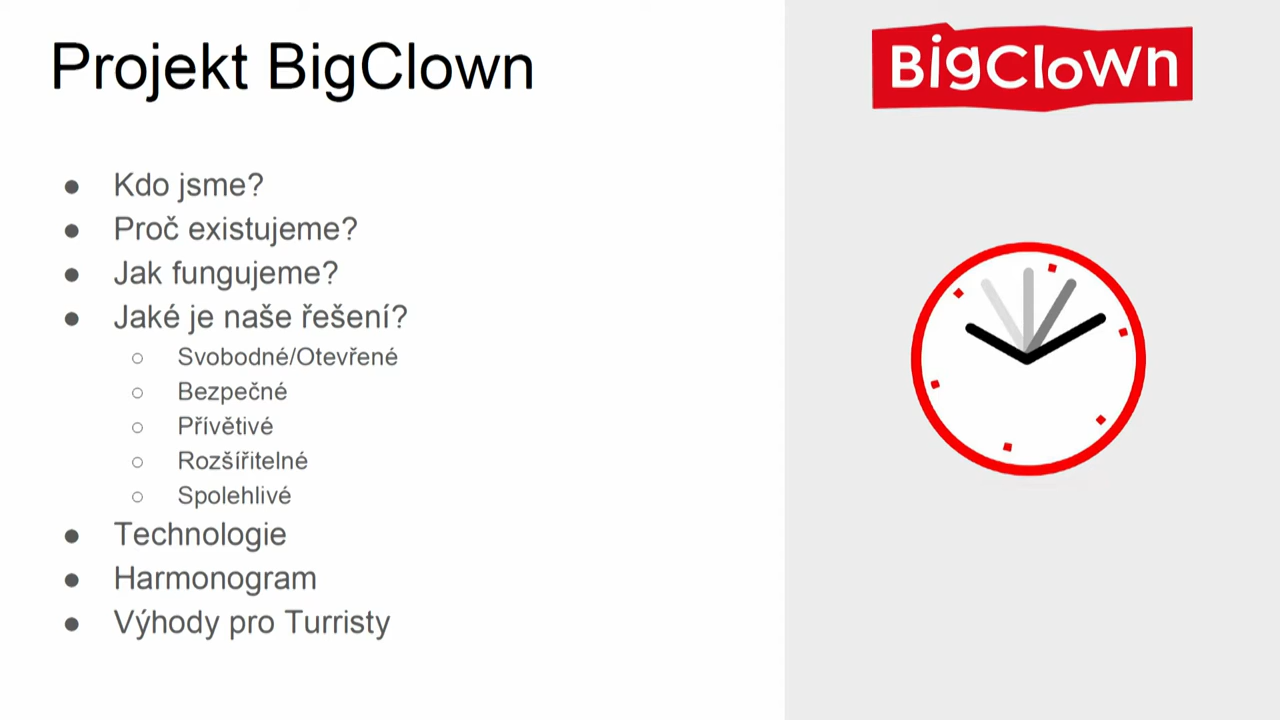 Projekt BigClown
BigClown
● Kdo jsme?
● Proč existujeme?
● Jak fungujeme?
● Jaké je naše řešení?
○ Svobodné/Otevřené
○ Bezpečné
○ Přívětivé
○ Rozšířitelné
○ Spolehlivé
● Technologie
● Harmonogram
● Výhody pro Turristy